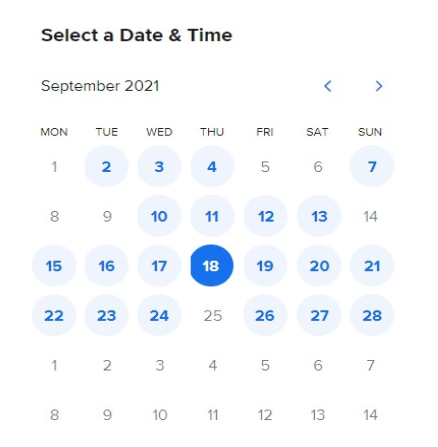 Select a Date & Time
September 2021
MON TUE WED THU FRI SAT SUN
1 2 3 4 5 6 7
8 9 10 11 12 13 14
15 16 17 18 19 20 21
22 23 24 25 26 27 28
1 2 3 4 5 6 7
8 9 10 11 12 13 14